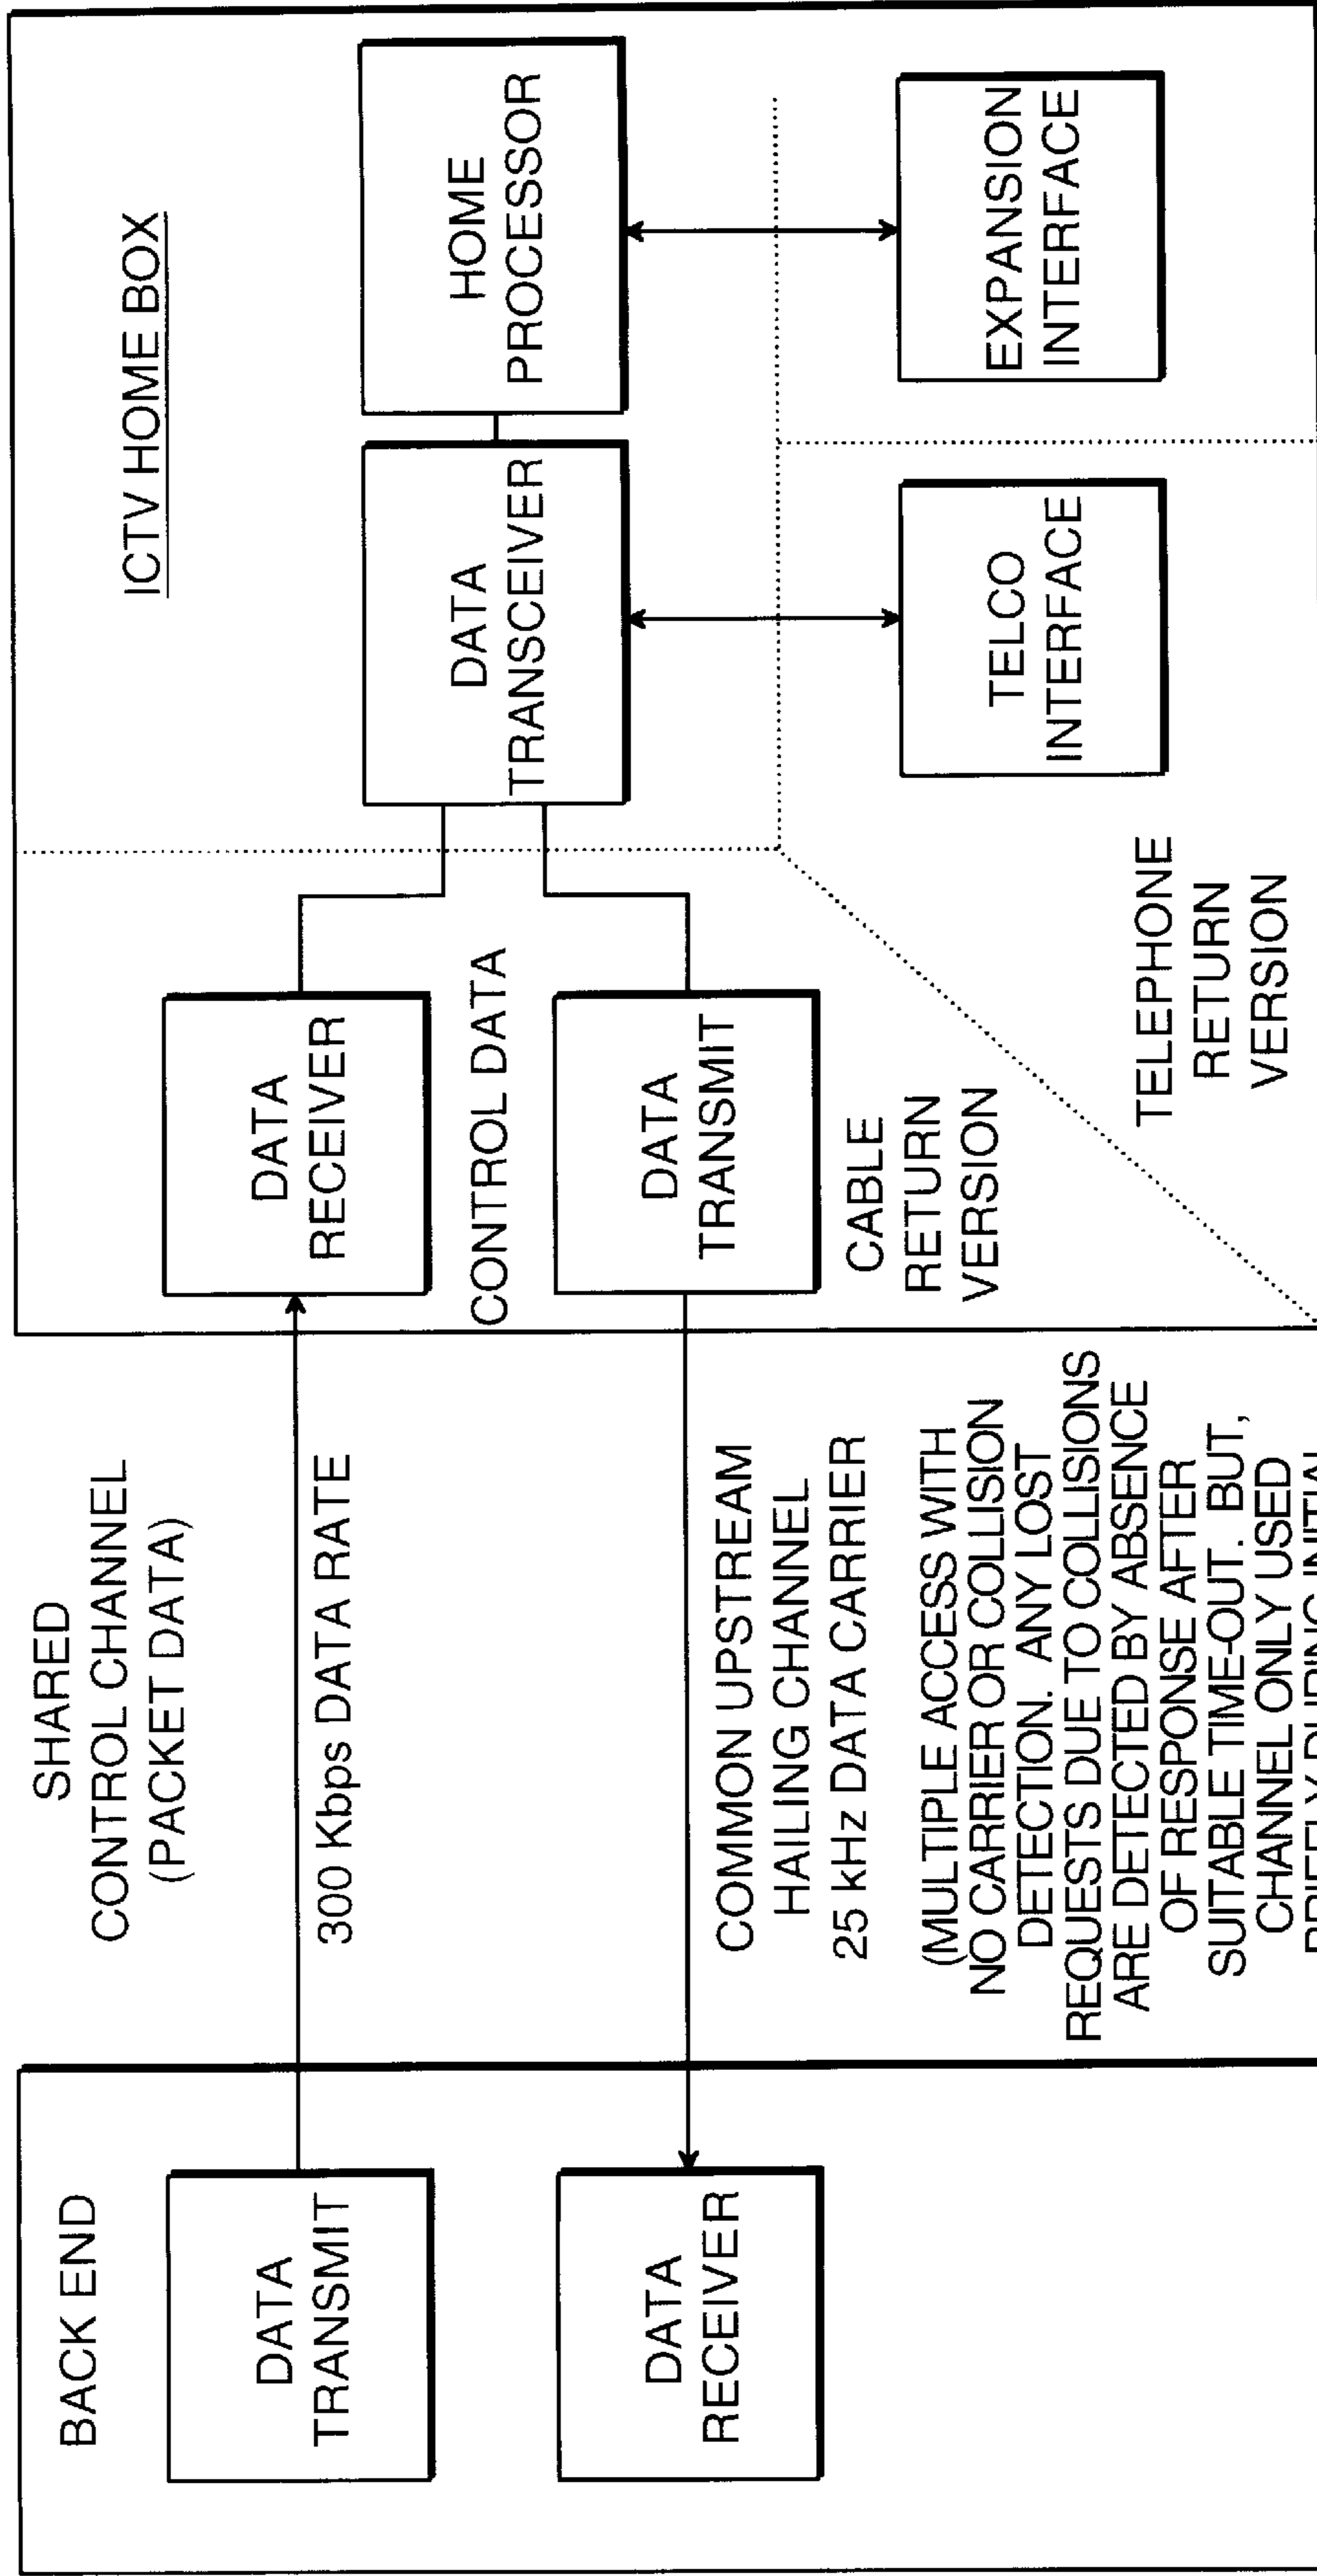 BACK END
DATA
TRANSMIT
DATA
RECEIVER
SHARED
CONTROL CHANNEL
(PACKET DATA)
300 Kbps DATA RATE
COMMON UPSTREAM
HAILING CHANNEL
25 kHz DATA CARRIER
(MULTIPLE ACCESS WITH
NO CARRIER OR COLLISION
DETECTION. ANY LOST
REQUESTS DUE TO COLLISIONS
ARE DETECTED BY ABSENCE
OF RESPONSE AFTER
SUITABLE TIME-OUT. BUT,
CHANNEL ONLY USED
BRIEFLY DURING INITIAL
ICTV HOME BOX
DATA
RECEIVER
CONTROL DATA
DATA
TRANSMIT
CABLE
RETURN
VERSION
DATA
TRANSCEIVER
HOME
PROCESSOR
TELCO
INTERFACE
EXPANSION
INTERFACE
TELEPHONE
RETURN
VERSION